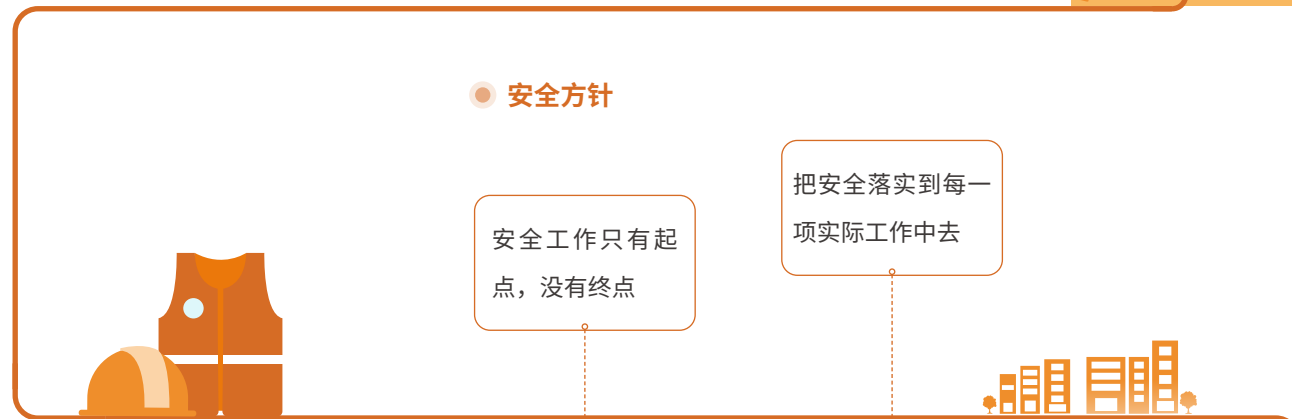 安全方针
安全工作只有起
点，没有终点
把安全落实到每一
项实际工作中去